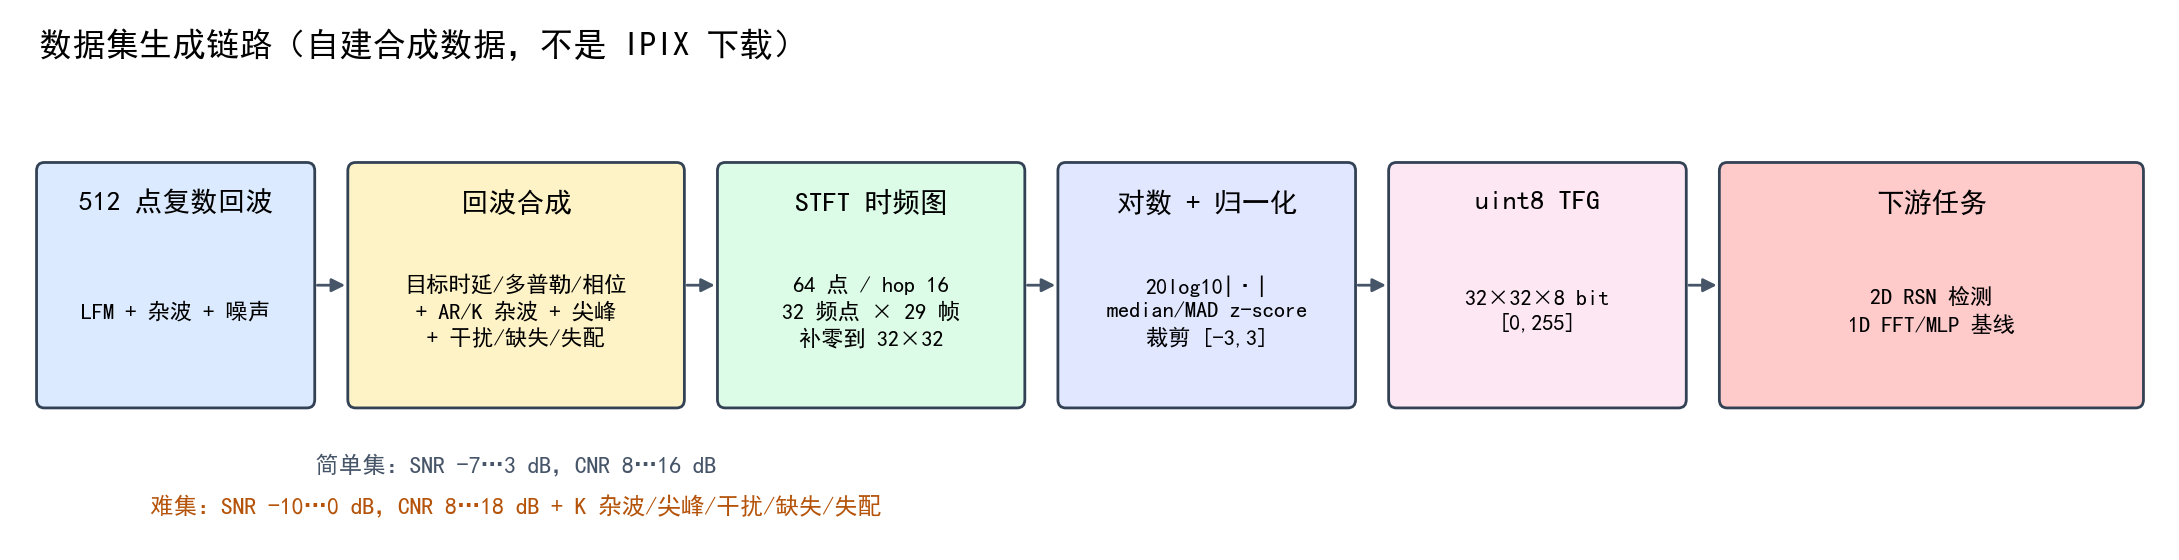 数据集生成链路（自建合成数据，不是 IPIX 下载）
512 点复数回波
LFM + 杂波 + 噪声
回波合成
目标时延/多普勒/相位
+ AR/K 杂波 + 尖峰
+ 干扰/缺失/失配
STFT 时频图
64 点 / hop 16
32 频点 × 29 帧
补零到 32×32
对数 + 归一化
20log10|·|
median/MAD z-score
裁剪 [-3,3]
uint8 TFG
32×32×8 bit
[0,255]
下游任务
2D RSN 检测
1D FFT/MLP 基线
简单集: SNR -7…3 dB, CNR 8…16 dB
难集: SNR -10…0 dB, CNR 8…18 dB + K 杂波/尖峰/干扰/缺失/失配